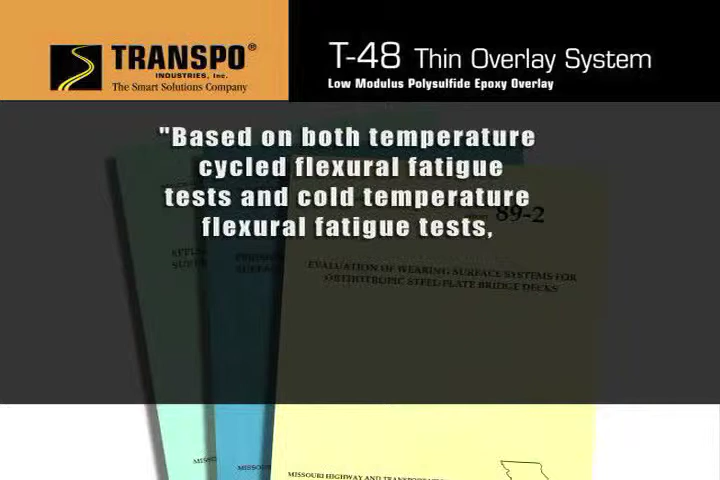 TRANSPO®
INDUSTRIES, Inc.
The Smart Solutions Company
T-48 Thin Overlay System
Low Modulus Polysulfide Epoxy Overlay
"Based on both temperature
cycled flexural fatigue
tests and cold temperature
flexural fatigue tests,
89-2
EVALUATION OF WEARING SURFACE SYSTEMS FOR
ORTHOTROPIC STEEL PLATE BRIDGE DECKS
MISSOURI HIGHWAY AND